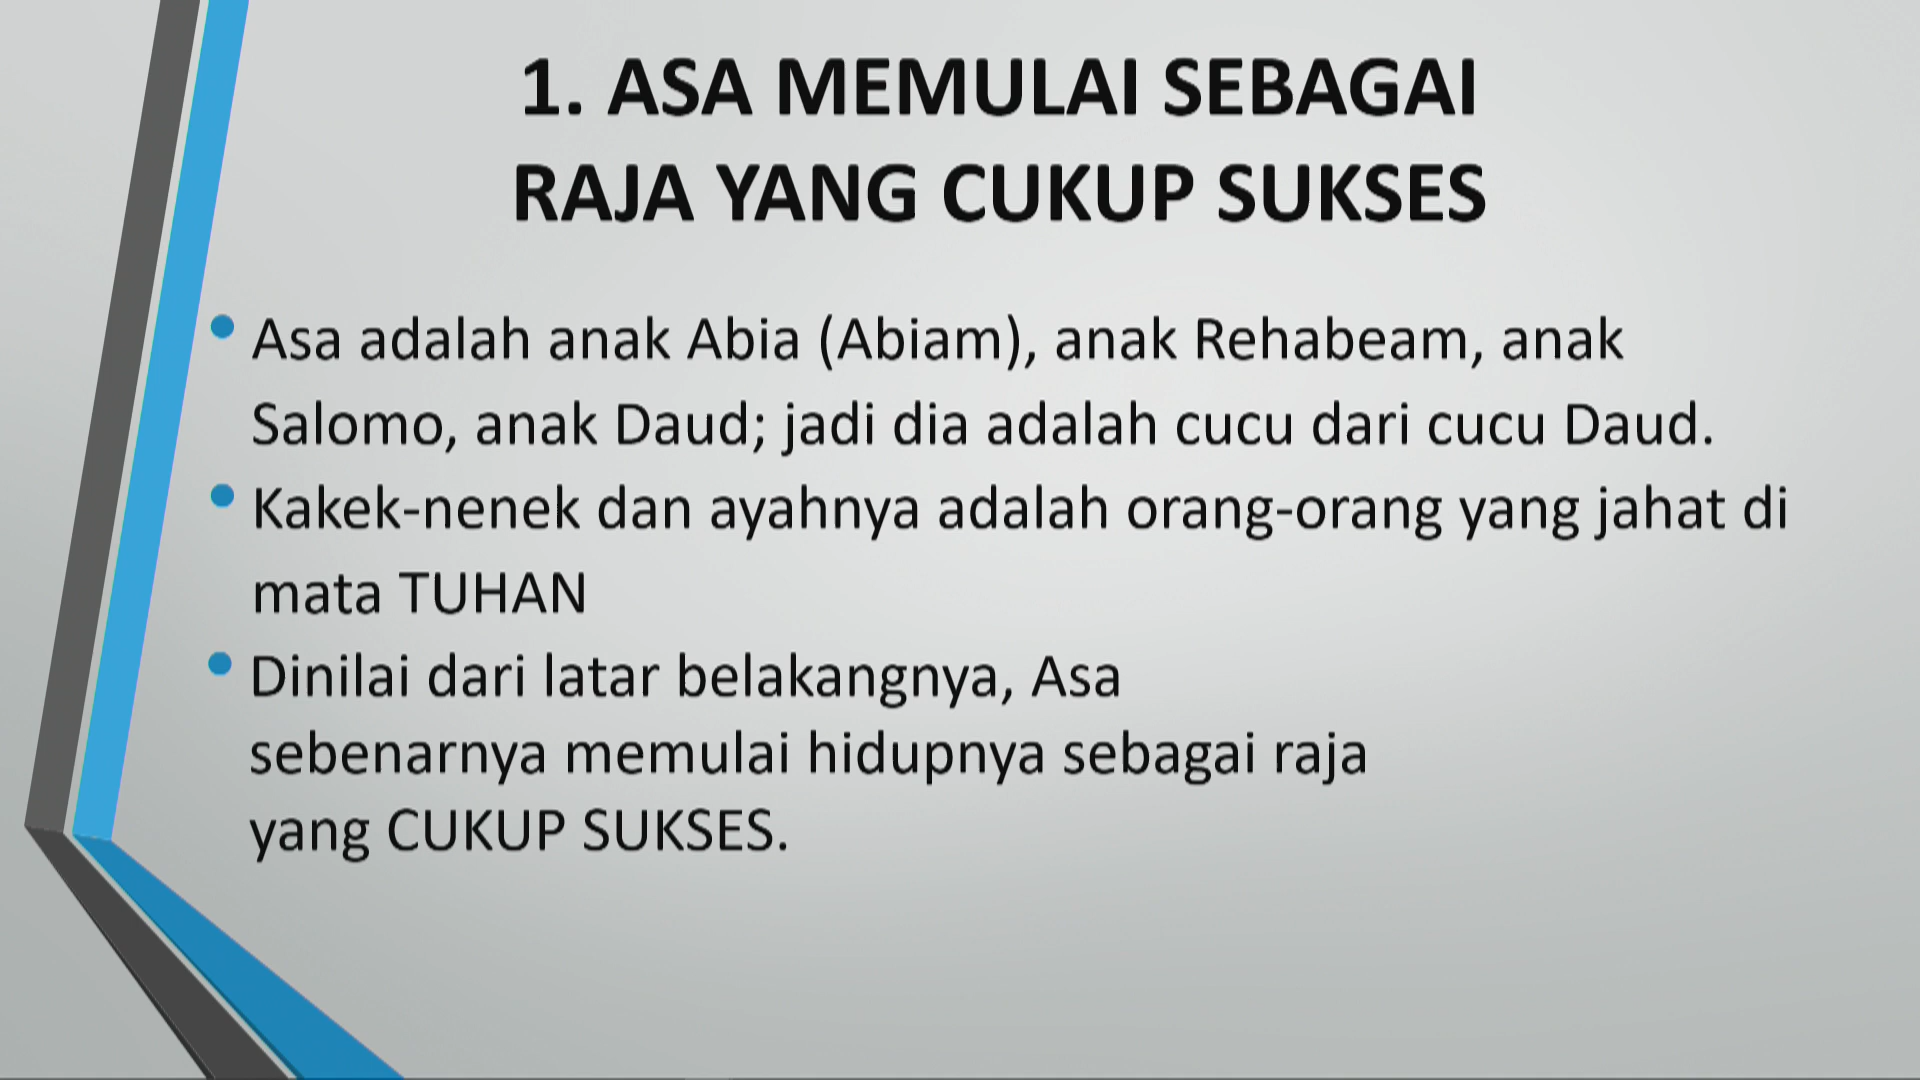 1. ASA MEMULAI SEBAGAI
RAJA YANG CUKUP SUKSES
• Asa adalah anak Abia (Abiam), anak Rehabeam, anak
Salomo, anak Daud; jadi dia adalah cucu dari cucu Daud.
• Kakek-nenek dan ayahnya adalah orang-orang yang jahat di
mata TUHAN
• Dinilai dari latar belakangnya, Asa
sebenarnya memulai hidupnya sebagai raja
yang CUKUP SUKSES.